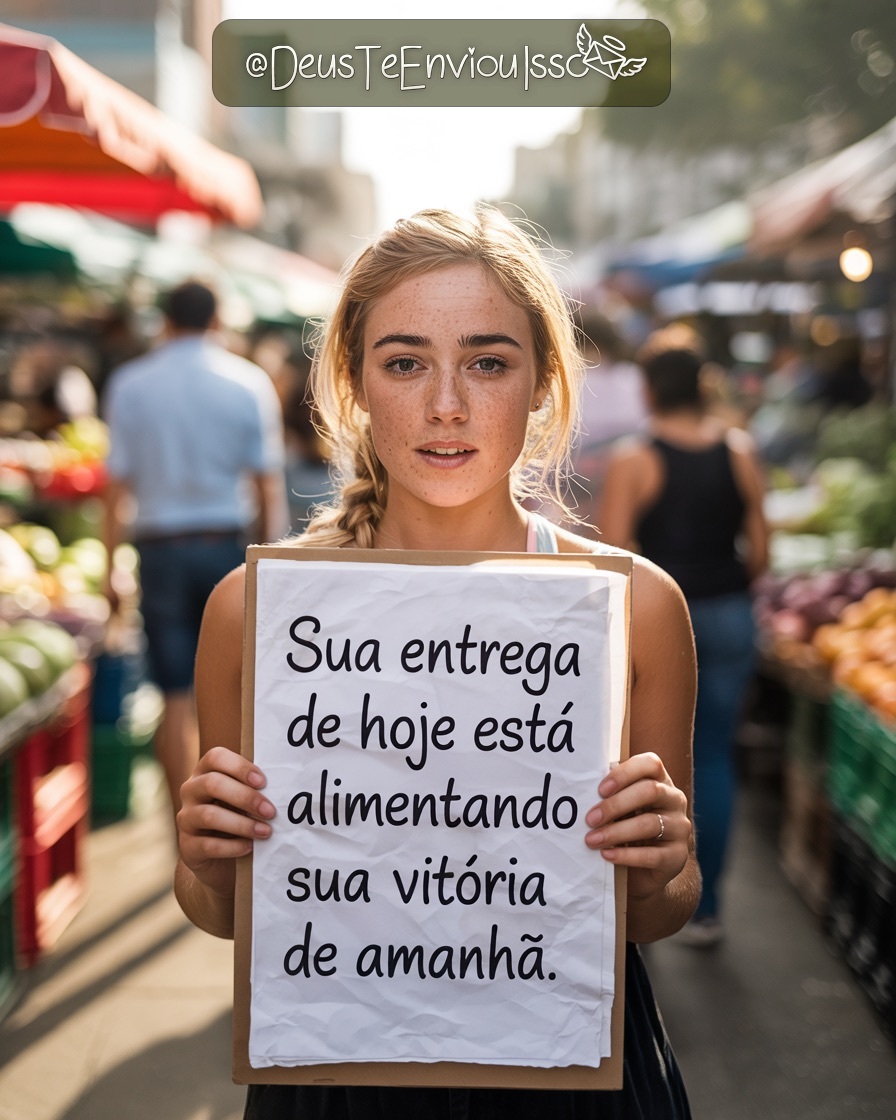 @DeusTeEnviouIsso
Sua entrega
de hoje está
alimentando
sua vitória
de amanhã.